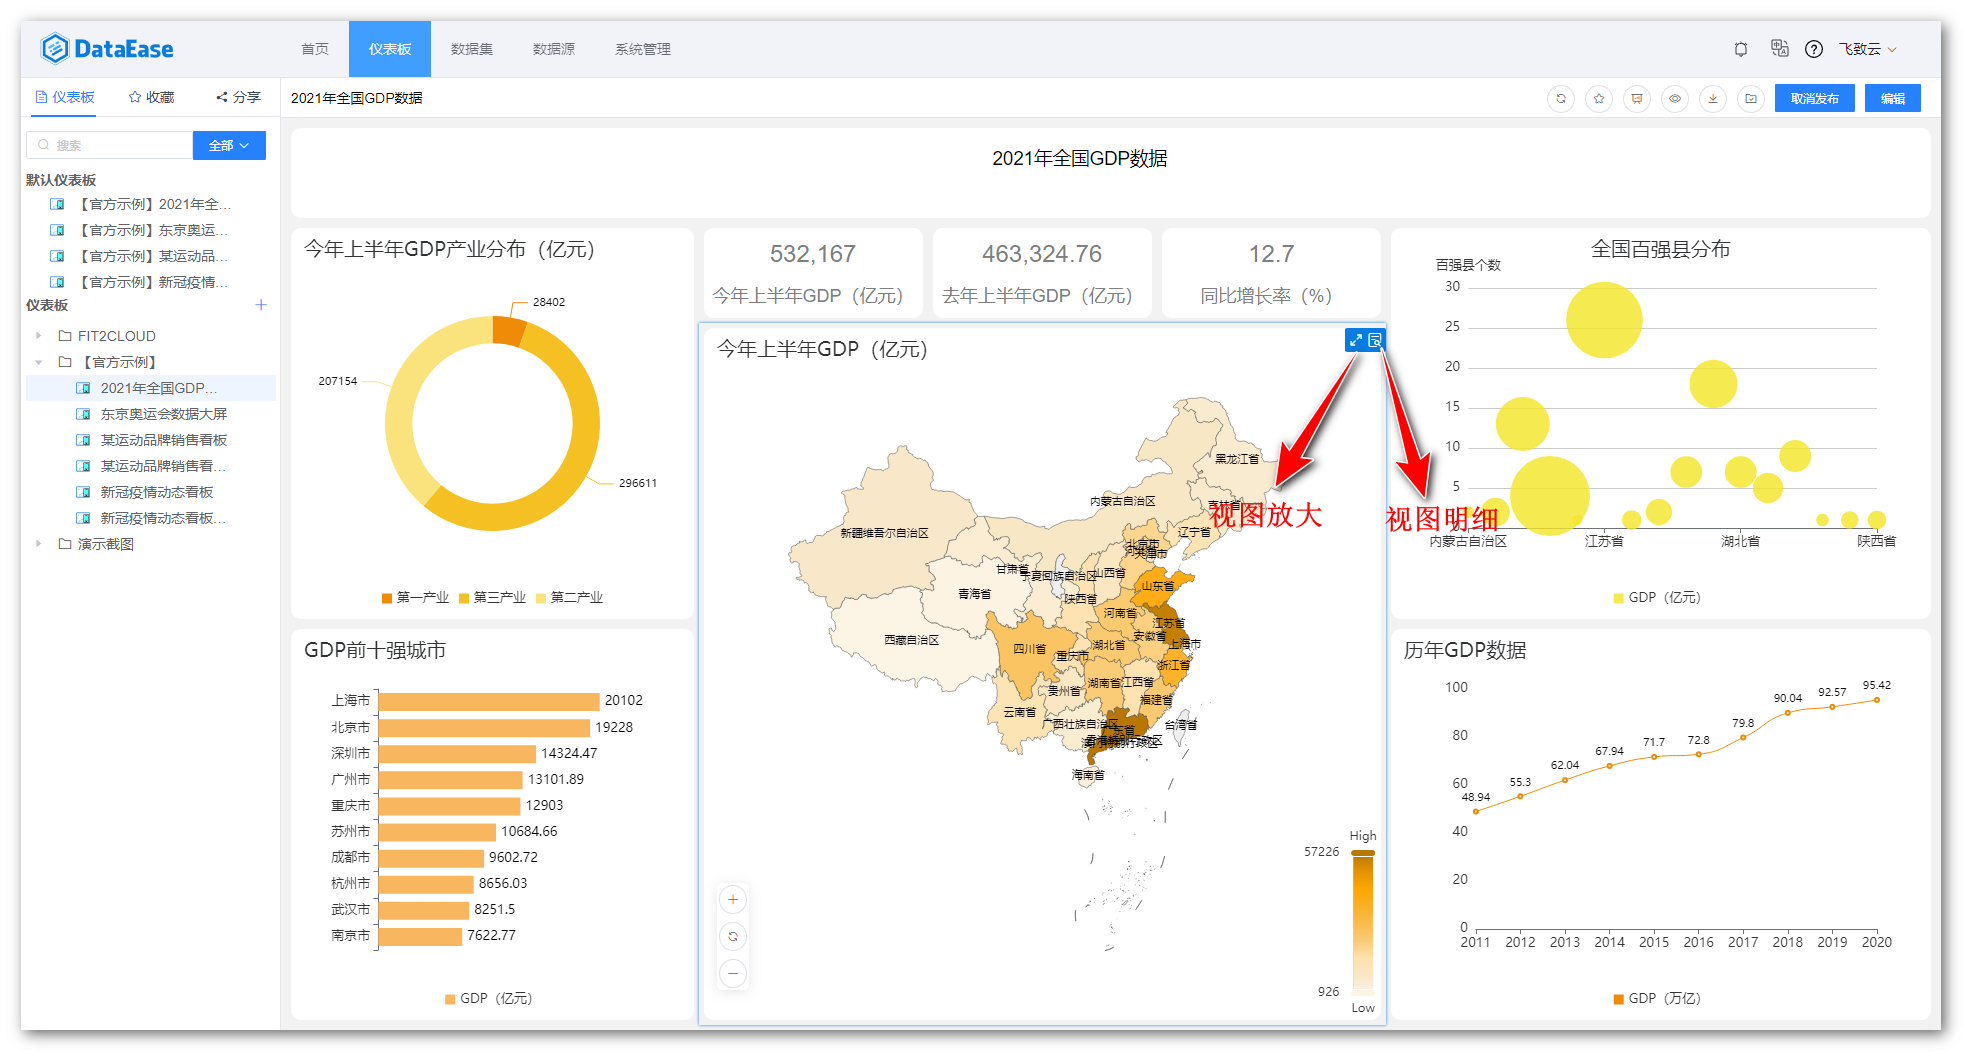 DataEase
首页
仪表板
数据集
数据源
系统管理
飞致云
仪表板
收藏
分享
2021年全国GDP数据
取消发布
编辑
搜索
全部
默认仪表板
【官方示例】2021年全...
【官方示例】东京奥运...
【官方示例】某运动品...
【官方示例】新冠疫情...
仪表板
FIT2CLOUD
【官方示例】
2021年全国GDP...
东京奥运会数据大屏
某运动品牌销售看板
某运动品牌销售看...
新冠疫情动态看板
新冠疫情动态看板...
演示截图
2021年全国GDP数据
今年上半年GDP产业分布（亿元）
28402
207154
296611
第一产业
第三产业
第二产业
532,167
今年上半年GDP（亿元）
463,324.76
去年上半年GDP（亿元）
12.7
同比增长率（%）
全国百强县分布
百强县个数
30
25
20
15
10
5
内蒙古自治区
江苏省
湖北省
陕西省
GDP（亿元）
今年上半年GDP（亿元）
视图放大
视图明细
黑龙江省
内蒙古自治区
吉林省
新疆维吾尔自治区
辽宁省
北京市
天津市
甘肃省
宁夏回族自治区
山西省
山东省
青海省
陕西省
河南省
江苏省
西藏自治区
安徽省
上海市
四川省
湖北省
重庆市
浙江省
湖南省
江西省
贵州省
福建省
云南省
广西壮族自治区
广东省
台湾省
海南省
High
57226
926
Low
GDP前十强城市
上海市 20102
北京市 19228
深圳市 14324.47
广州市 13101.89
重庆市 12903
苏州市 10684.66
成都市 9602.72
杭州市 8656.03
武汉市 8251.5
南京市 7622.77
GDP（亿元）
历年GDP数据
100
80
60
40
20
0
48.94
55.3
62.04
67.94
71.7
72.8
79.8
90.04
92.57
95.42
2011
2012
2013
2014
2015
2016
2017
2018
2019
2020
GDP（万亿）